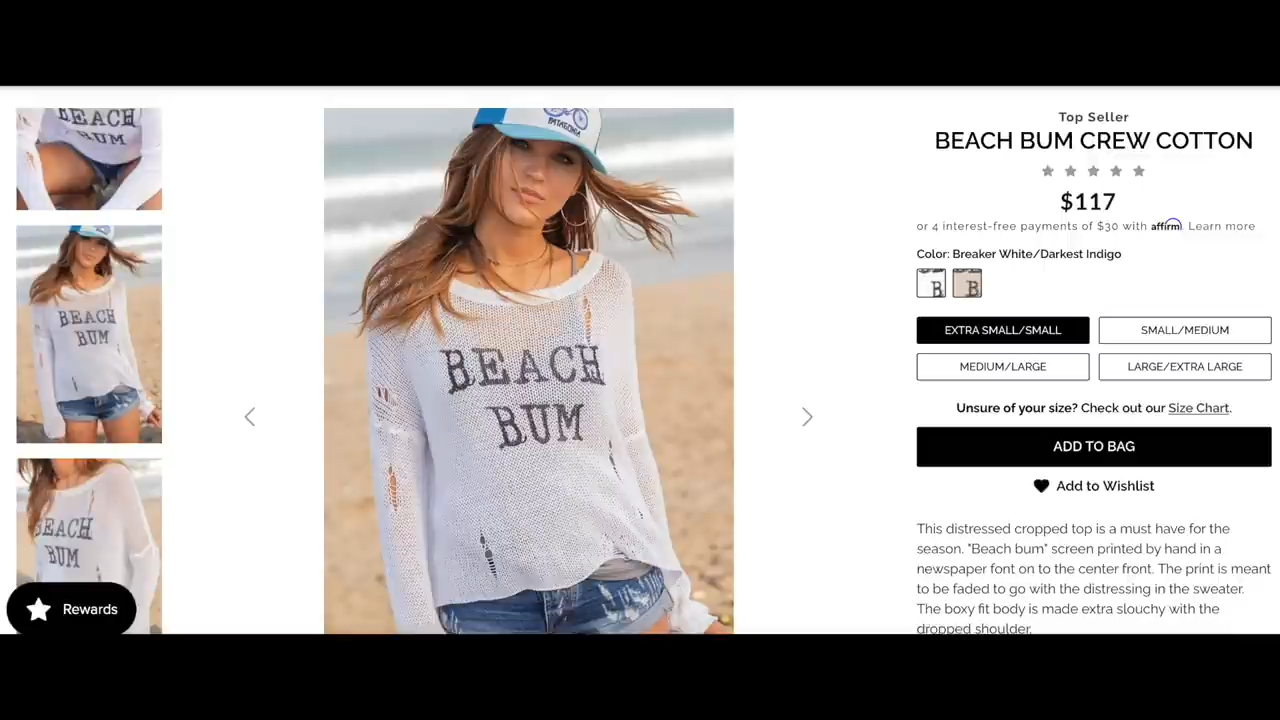 BEACH
BUM
BEACH
BUM
BEACH
BUM
Rewards
PATAGONIA
BEACH
BUM
Top Seller
BEACH BUM CREW COTTON
$117
or 4 interest-free payments of $30 with affirm. Learn more
Color: Breaker White/Darkest Indigo
B
B
EXTRA SMALL/SMALL
SMALL/MEDIUM
MEDIUM/LARGE
LARGE/EXTRA LARGE
Unsure of your size? Check out our Size Chart.
ADD TO BAG
Add to Wishlist
This distressed cropped top is a must have for the
season. "Beach bum" screen printed by hand in a
newspaper font on to the center front. The print is meant
to be faded to go with the distressing in the sweater.
The boxy fit body is made extra slouchy with the
dropped shoulder.